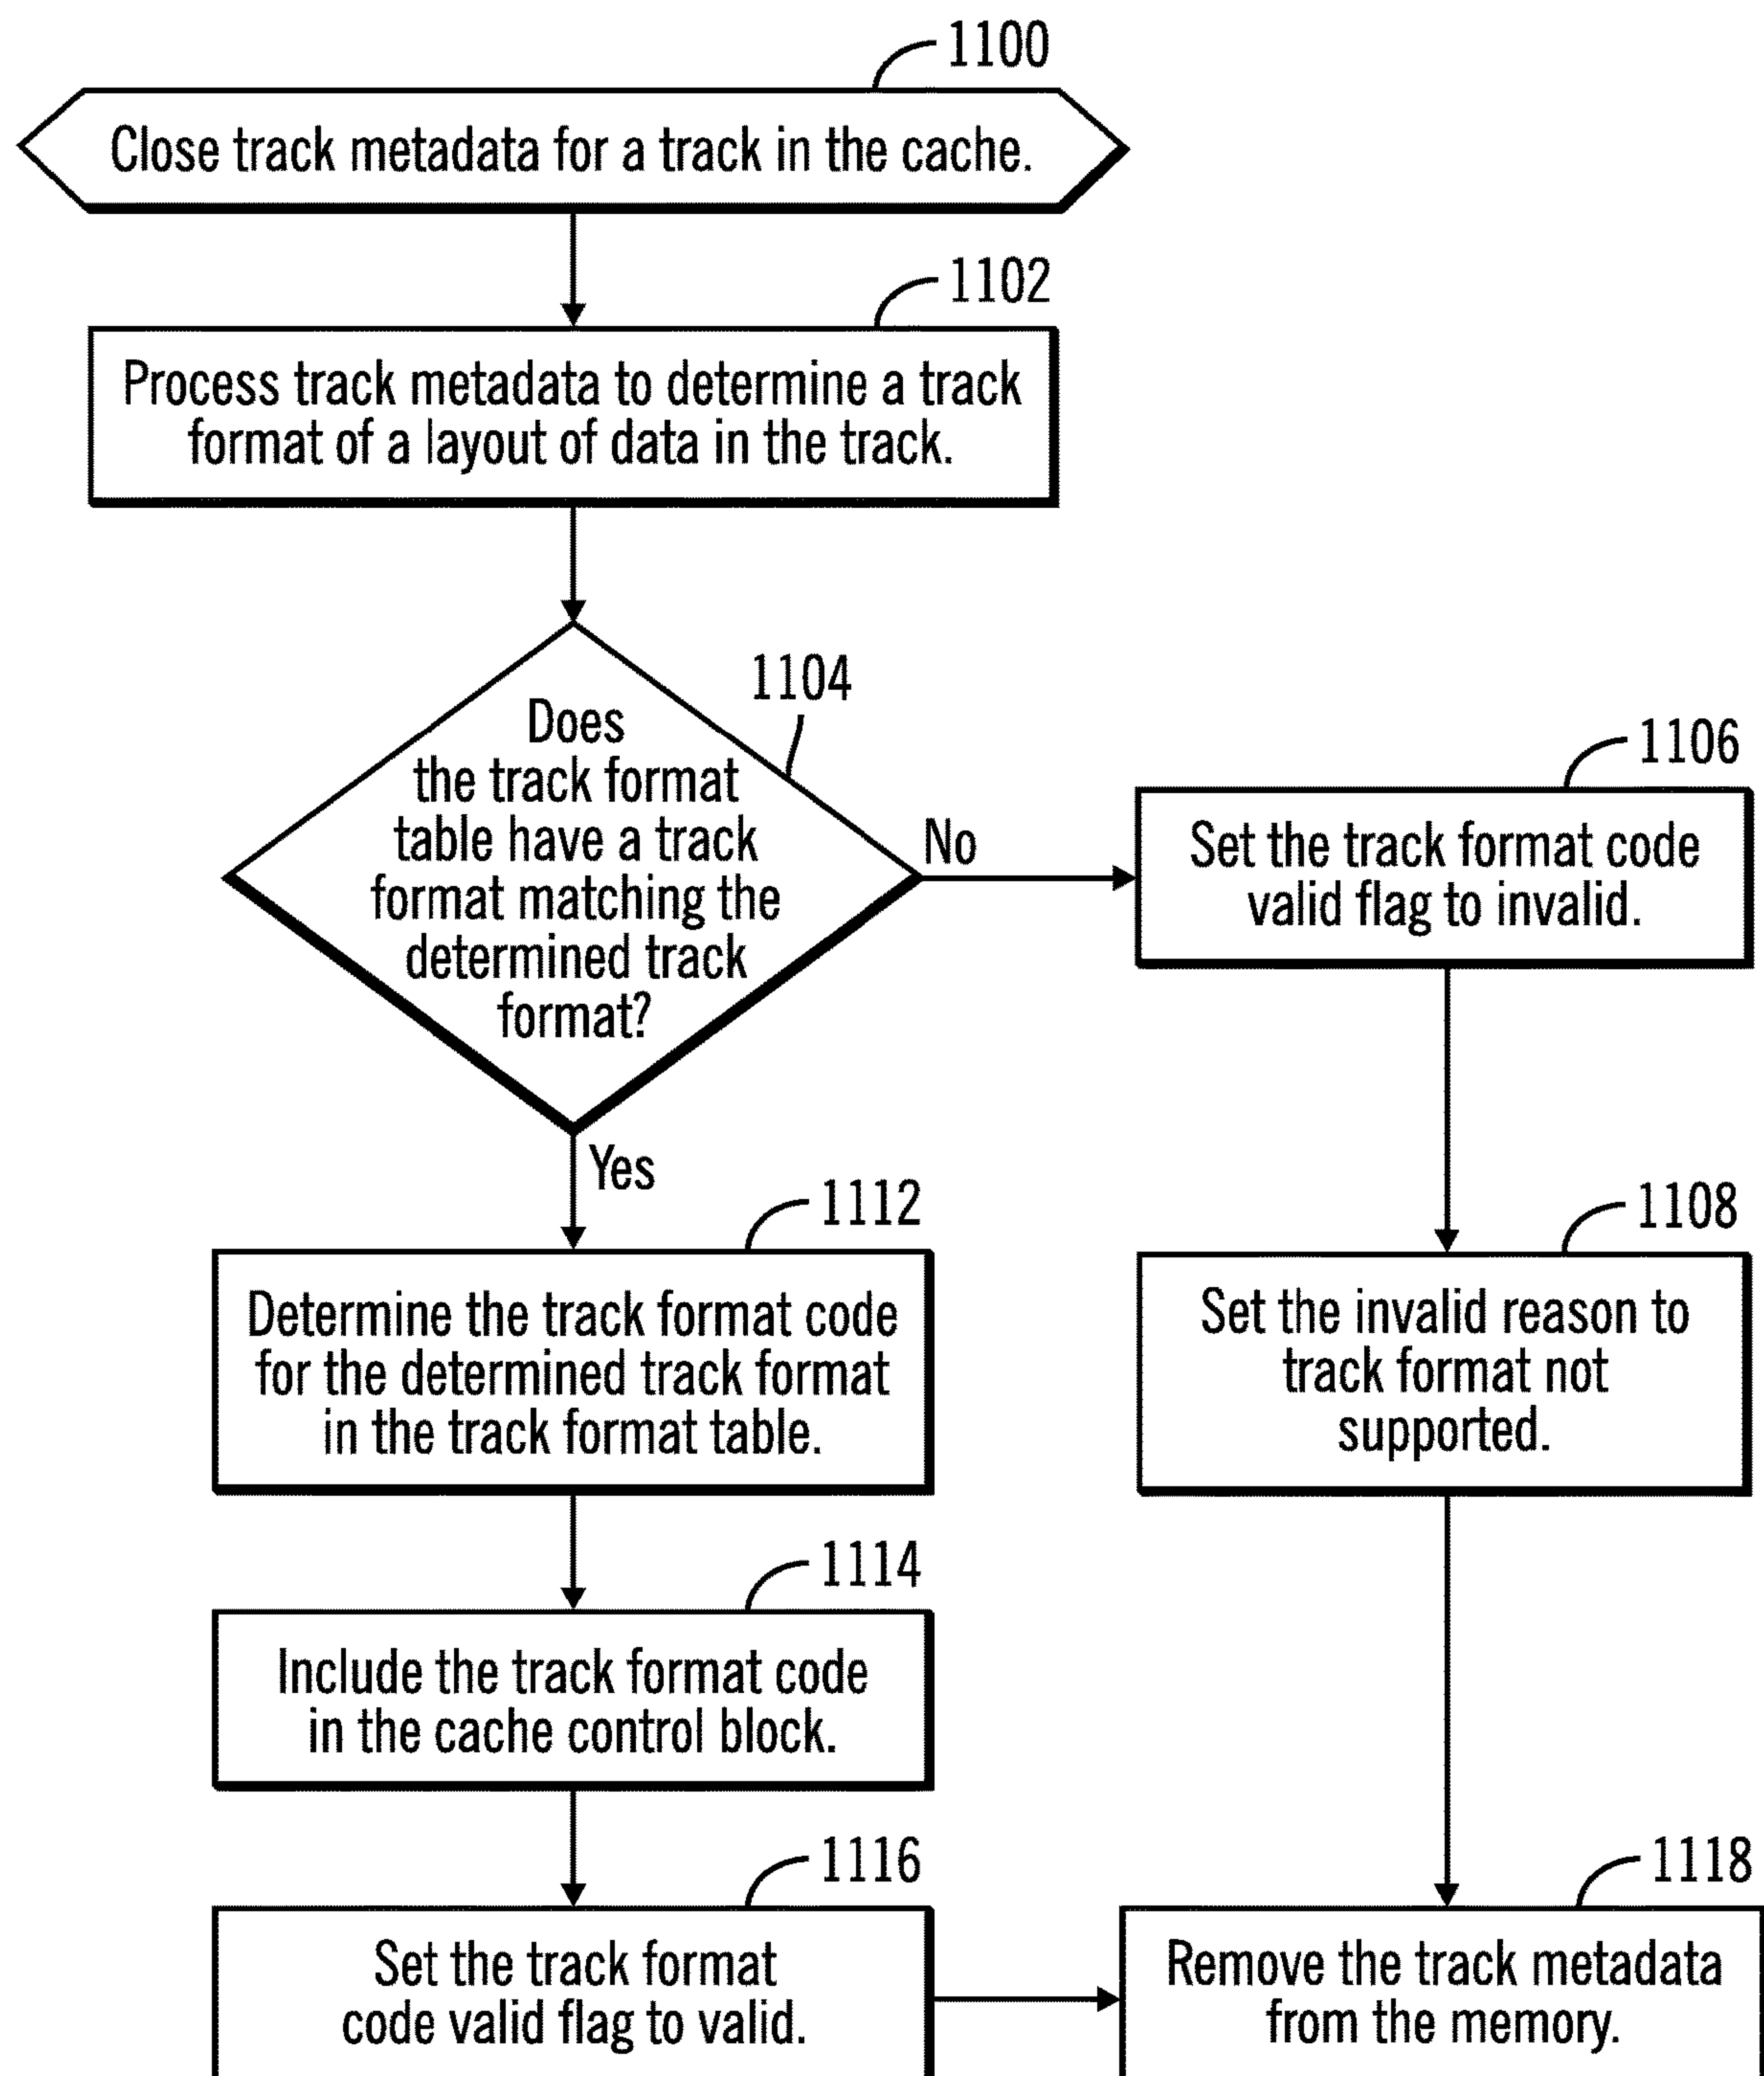 1100
Close track metadata for a track in the cache.
1102
Process track metadata to determine a track
format of a layout of data in the track.
1104
Does
the track format
table have a track
format matching the
determined track
format?
No
1106
Set the track format code
valid flag to invalid.
Yes
1112
Determine the track format code
for the determined track format
in the track format table.
1108
Set the invalid reason to
track format not
supported.
1114
Include the track format code
in the cache control block.
1116
Set the track format
code valid flag to valid.
1118
Remove the track metadata
from the memory.